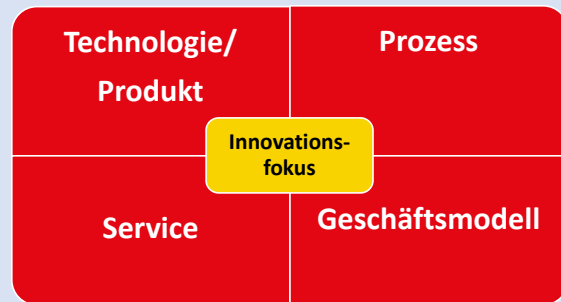 Technologie/
Produkt
Prozess
Innovations-
fokus
Service
Geschäftsmodell